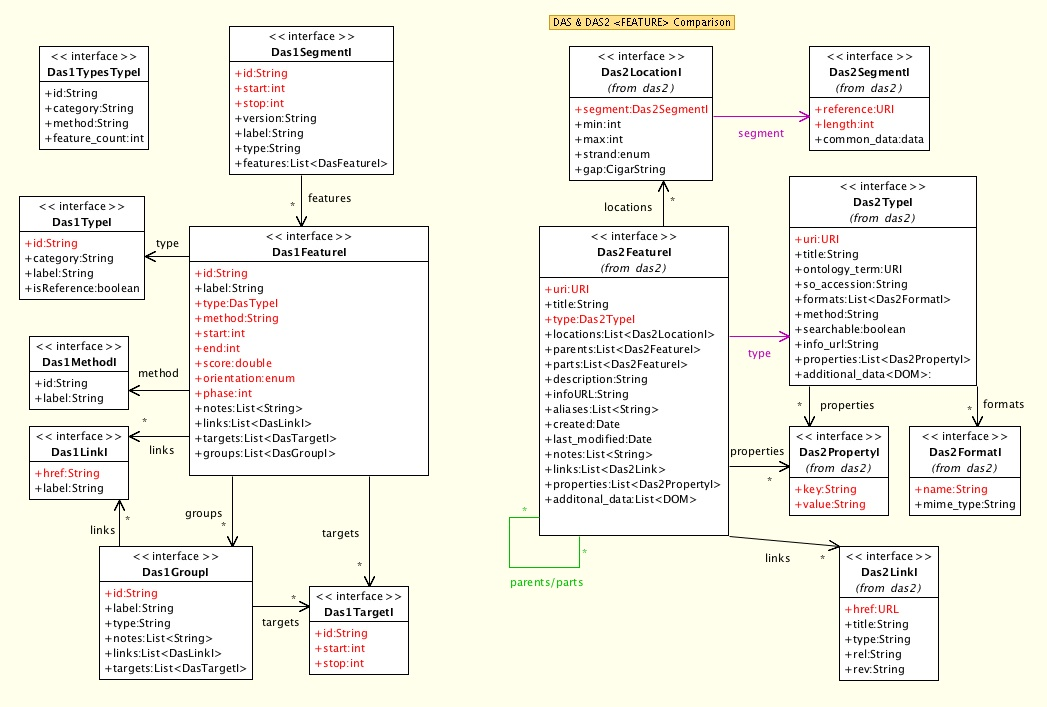 DAS & DAS2 <FEATURE> Comparison
<< interface >>
Das1TypesTypeI
+id:String
+category:String
+method:String
+feature_count:int
<< interface >>
Das1SegmentI
+id:String
+start:int
+stop:int
+version:String
+label:String
+type:String
+features:List<DasFeatureI>
* features
<< interface >>
Das1TypeI
+id:String
+category:String
+label:String
+isReference:boolean
type
<< interface >>
Das1FeatureI
+id:String
+label:String
+type:DasTypeI
+method:String
+start:int
+end:int
+score:double
+orientation:enum
+phase:int
+notes:List<String>
+links:List<DasLinkI>
+targets:List<DasTargetI>
+groups:List<DasGroupI>
<< interface >>
Das1MethodI
+id:String
+label:String
method
*
links
<< interface >>
Das1LinkI
+href:String
+label:String
links
*
groups
*
targets
*
<< interface >>
Das1GroupI
+id:String
+label:String
+type:String
+notes:List<String>
+links:List<DasLinkI>
+targets:List<DasTargetI>
*
targets
<< interface >>
Das1TargetI
+id:String
+start:int
+stop:int
<< interface >>
Das2LocationI
(from das2)
+segment:Das2SegmentI
+min:int
+max:int
+strand:enum
+gap:CigarString
segment
<< interface >>
Das2SegmentI
(from das2)
+reference:URI
+length:int
+common_data:data
locations
*
<< interface >>
Das2FeatureI
(from das2)
+uri:URI
+title:String
+type:Das2TypeI
+locations:List<Das2LocationI>
+parents:List<Das2FeatureI>
+parts:List<Das2FeatureI>
+description:String
+infoURL:String
+aliases:List<String>
+created:Date
+last_modified:Date
+notes:List<String>
+links:List<Das2Link>
+properties:List<Das2PropertyI>
+additonal_data:List<DOM>
*
*
parents/parts
type
<< interface >>
Das2TypeI
(from das2)
+uri:URI
+title:String
+ontology_term:URI
+so_accession:String
+formats:List<Das2FormatI>
+method:String
+searchable:boolean
+info_url:String
+properties:List<Das2PropertyI>
+additional_data<DOM>:
* properties
* formats
properties
*
<< interface >>
Das2PropertyI
(from das2)
+key:String
+value:String
<< interface >>
Das2FormatI
(from das2)
+name:String
+mime_type:String
links
*
<< interface >>
Das2LinkI
(from das2)
+href:URL
+title:String
+type:String
+rel:String
+rev:String